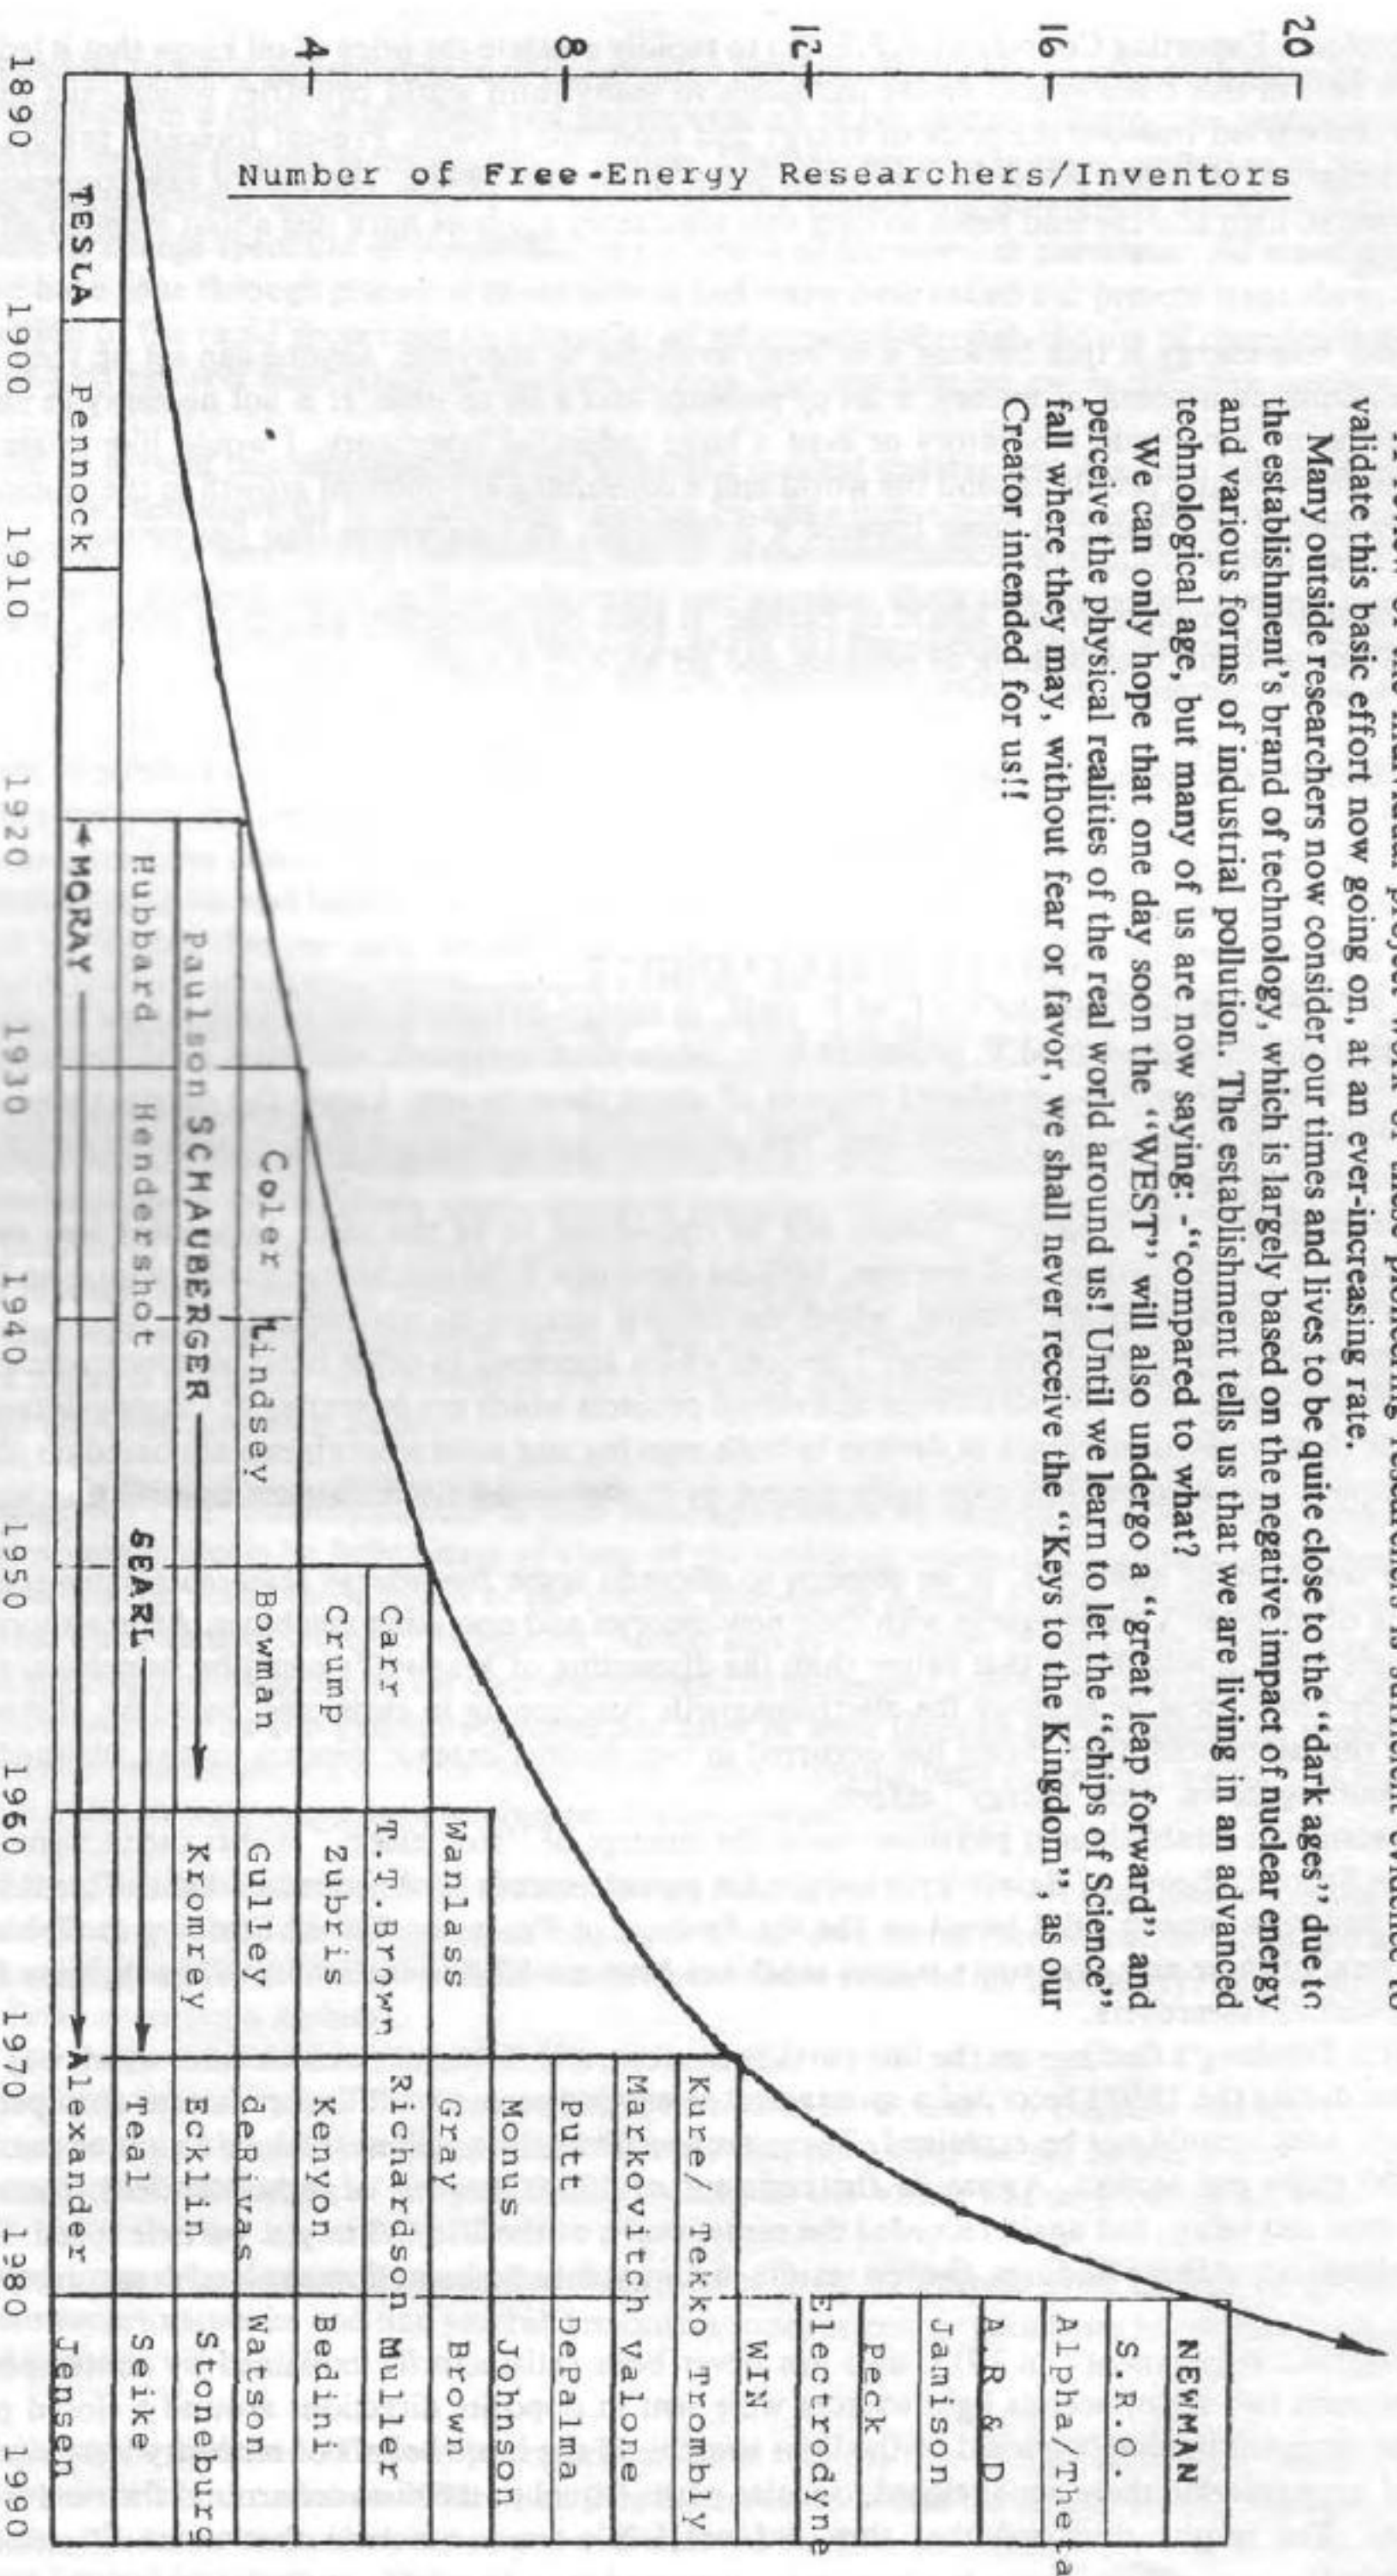 validate this basic effort now going on, at an ever-increasing rate.
Many outside researchers now consider our times and lives to be quite close to the “dark ages” due to
the establishment's brand of technology, which is largely based on the negative impact of nuclear energy
and various forms of industrial pollution. The establishment tells us that we are living in an advanced
technological age, but many of us are now saying: -“compared to what?
We can only hope that one day soon the “WEST” will also undergo a “great leap forward” and
perceive the physical realities of the real world around us! Until we learn to let the “chips of Science”
fall where they may, without fear or favor, we shall never receive the “Keys to the Kingdom”, as our
Creator intended for us!!
Number of Free-Energy Researchers/Inventors
20
16
12
8
4
NEWMAN
S.P.O.
Alpha/Theta
A.R & D
Jamison
Peck
Electrodyne
WIN
Kure/Tekko Trombly
Markovitch Valone
Putt DePalma
Monus Johnson
Wanlass Gray Brown
Carr T.T.Brown Richardson Muller
Crump Zubris Kenyon Bedini
Coler Lindsey Bowman Gulley deRivas Watson
Paulson SCHAUBERGER Kromrey Ecklin Stoneburg
Hubbard Hendershot SEARL Teal Seike
TESLA Pennock MORAY Alexander Jensen
1890 1900 1910 1920 1930 1940 1950 1960 1970 1980 1990